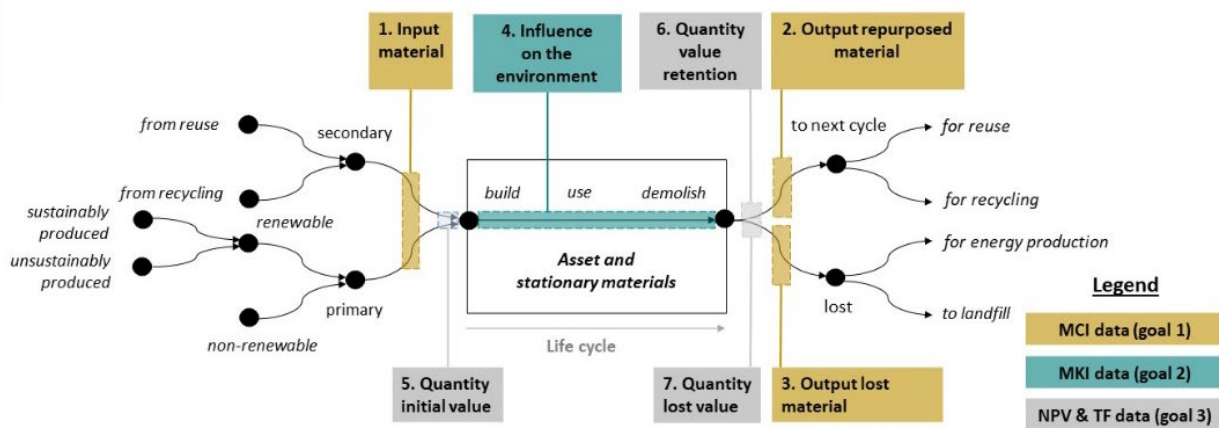 1. Input
material
4. Influence on
the environment
6. Quantity
value
retention
2. Output repurposed
material
from reuse
secondary
from recycling
sustainably
produced
renewable
unsustainably
produced
primary
non-renewable
build use demolish
Asset and
stationary materials
Life cycle
to next cycle
for reuse
for recycling
for energy production
lost
to landfill
5. Quantity
initial value
7. Quantity
lost value
3. Output lost
material
Legend
MCI data (goal 1)
MKI data (goal 2)
NPV & TF data (goal 3)